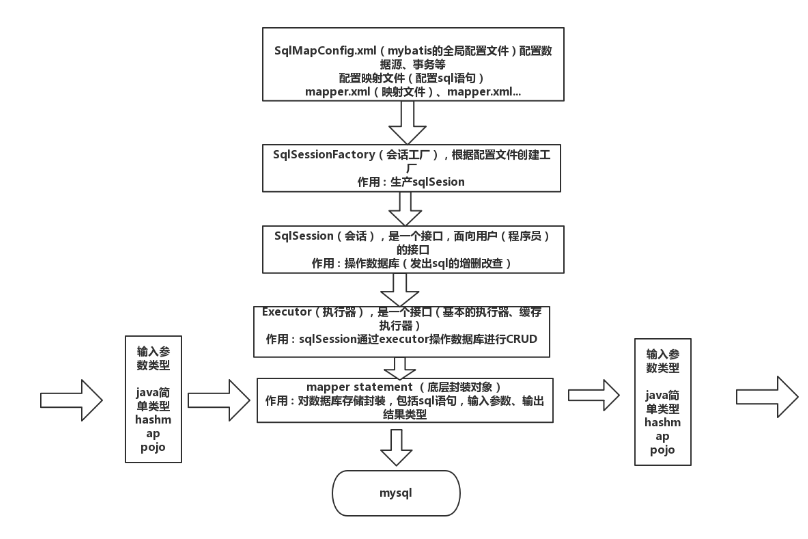 SqlMapConfig.xml（mybatis的全局配置文件）配置数
据源、事务等
配置映射文件（配置sql语句）
mapper.xml（映射文件）、mapper.xml...
SqlSessionFactory（会话工厂），根据配置文件创建工
厂
作用：生产sqlSesion
SqlSession（会话），是一个接口，面向用户（程序员）
的接口
作用：操作数据库（发出sql的增删改查）
Executor（执行器），是一个接口（基本的执行器、缓存
执行器）
作用：sqlSession通过executor操作数据库进行CRUD
输入参
数类型
java简
单类型
hashm
ap
pojo
mapper statement （ 底层封装对象 ）
作用：对数据库存储封装，包括sql语句，输入参数、输出
结果类型
输入参
数类型
java简
单类型
hashm
ap
pojo
mysql